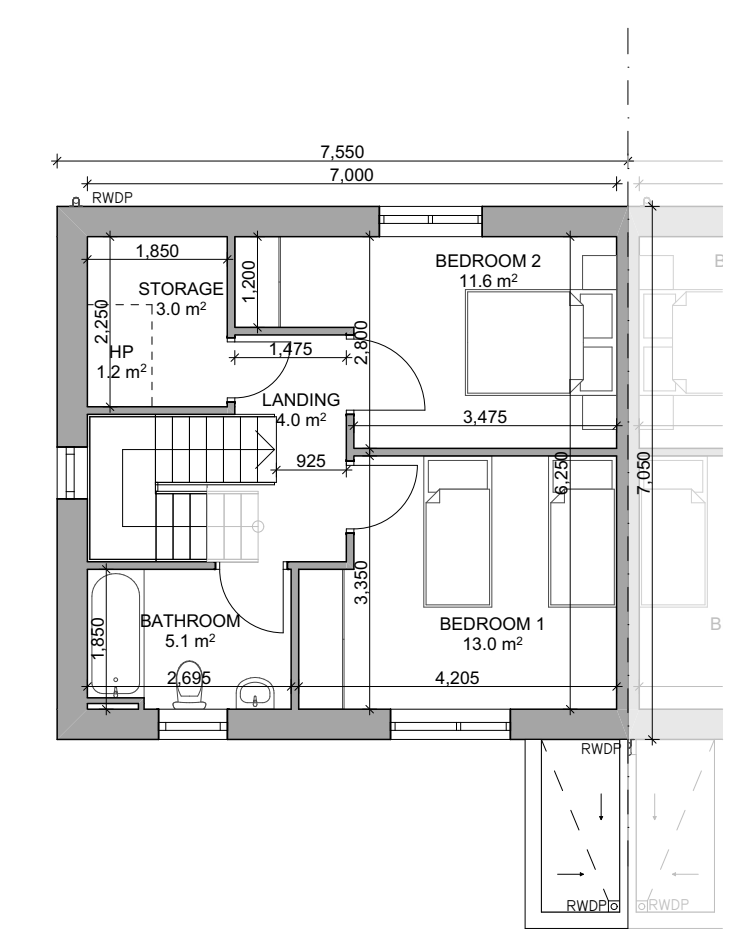 7,550
7,000
RWDP
1,850
STORAGE
3.0 m²
2,250
HP
1.2 m²
1,200
BEDROOM 2
11.6 m²
B
2,800
1,475
LANDING
4.0 m²
3,475
925
6,250
7,050
3,350
BATHROOM
5.1 m²
1,850
2,695
BEDROOM 1
13.0 m²
B
4,205
RWDP
RWDP
RWDP